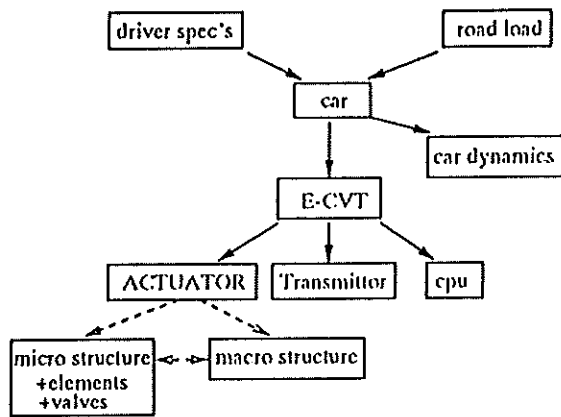 driver spec's
road load
car
car dynamics
E-CVT
ACTUATOR
Transmittor
cpu
micro structure
+elements
+valves
macro structure